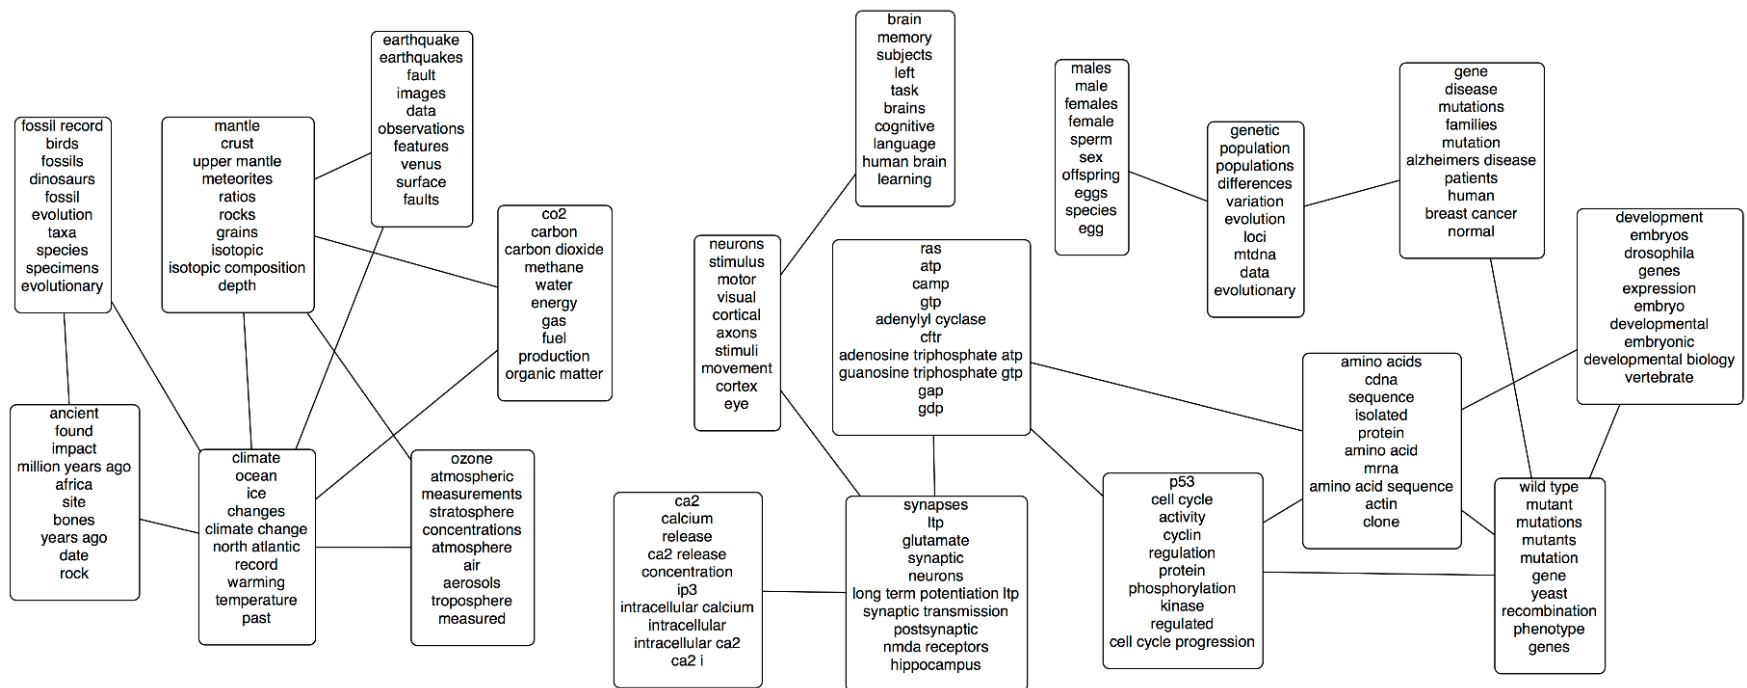 fossil record
birds
fossils
dinosaurs
fossil
evolution
taxa
species
specimens
evolutionary
mantle
crust
upper mantle
meteorites
ratios
rocks
grains
isotopic
isotopic composition
depth
earthquake
earthquakes
fault
images
data
observations
features
venus
surface
faults
co2
carbon
carbon dioxide
methane
water
energy
gas
fuel
production
organic matter
ancient
found
impact
million years ago
africa
site
bones
years ago
date
rock
climate
ocean
ice
changes
climate change
north atlantic
record
warming
temperature
past
ozone
atmospheric
measurements
stratosphere
concentrations
atmosphere
air
aerosols
troposphere
measured
brain
memory
subjects
left
task
brains
cognitive
language
human brain
learning
neurons
stimulus
motor
visual
cortical
axons
stimuli
movement
cortex
eye
ras
atp
camp
gtp
adenylyl cyclase
cftr
adenosine triphosphate atp
guanosine triphosphate gtp
gap
gdp
ca2
calcium
release
ca2 release
concentration
ip3
intracellular calcium
intracellular
intracellular ca2
ca2 i
synapses
ltp
glutamate
synaptic
neurons
long term potentiation ltp
synaptic transmission
postsynaptic
nmda receptors
hippocampus
males
male
females
female
sperm
sex
offspring
eggs
species
egg
genetic
population
populations
differences
variation
evolution
loci
mtdna
data
evolutionary
gene
disease
mutations
families
mutation
alzheimers disease
patients
human
breast cancer
normal
development
embryos
drosophila
genes
expression
embryo
developmental
embryonic
developmental biology
vertebrate
amino acids
cdna
sequence
isolated
protein
amino acid
mrna
amino acid sequence
actin
clone
p53
cell cycle
activity
cyclin
regulation
protein
phosphorylation
kinase
regulated
cell cycle progression
wild type
mutant
mutations
mutants
mutation
gene
yeast
recombination
phenotype
genes